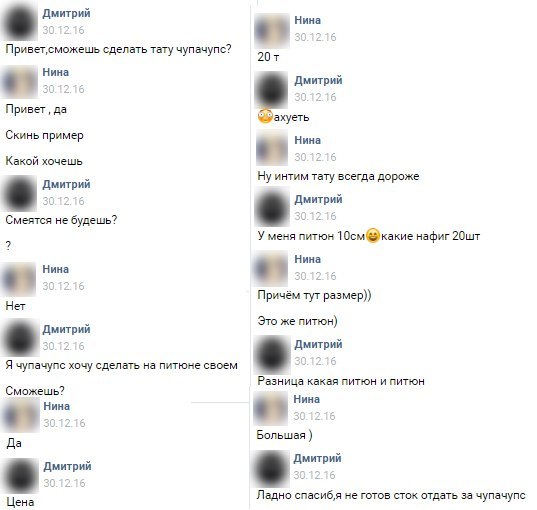 Дмитрий
30.12.16
Привет,сможешь сделать тату чупачупс?
Нина
30.12.16
Привет , да
Скинь пример
Какой хочешь
Дмитрий
30.12.16
Смеятся не будешь?
?
Нина
30.12.16
Нет
Дмитрий
30.12.16
Я чупачупс хочу сделать на питюне своем
Сможешь?
Нина
30.12.16
Да
Дмитрий
30.12.16
Цена
Нина
30.12.16
20 т
Дмитрий
30.12.16
😳ахуеть
Нина
30.12.16
Ну интим тату всегда дороже
Дмитрий
30.12.16
У меня питюн 10см😄какие нафиг 20шт
Нина
30.12.16
Причём тут размер))
Это же питюн)
Дмитрий
30.12.16
Разница какая питюн и питюн
Нина
30.12.16
Большая )
Дмитрий
30.12.16
Ладно спасиб,я не готов сток отдать за чупачупс